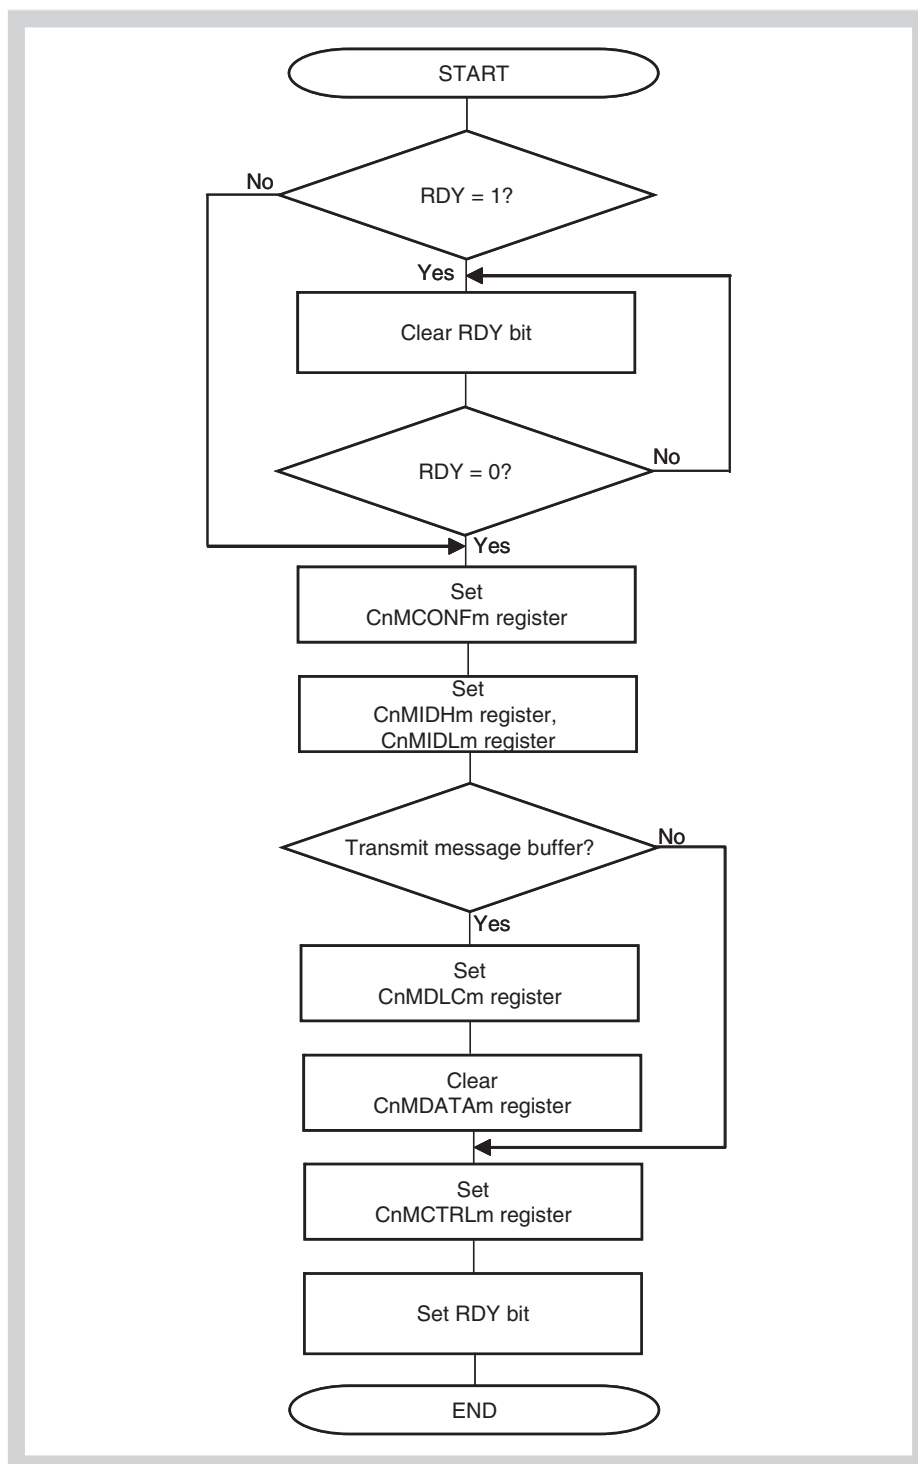 START
No
RDY = 1?
Yes
Clear RDY bit
RDY = 0?
No
Yes
Set
CnMCONFm register
Set
CnMIDHm register,
CnMIDLm register
Transmit message buffer?
No
Yes
Set
CnMDLCm register
Clear
CnMDATAm register
Set
CnMCTRLm register
Set RDY bit
END